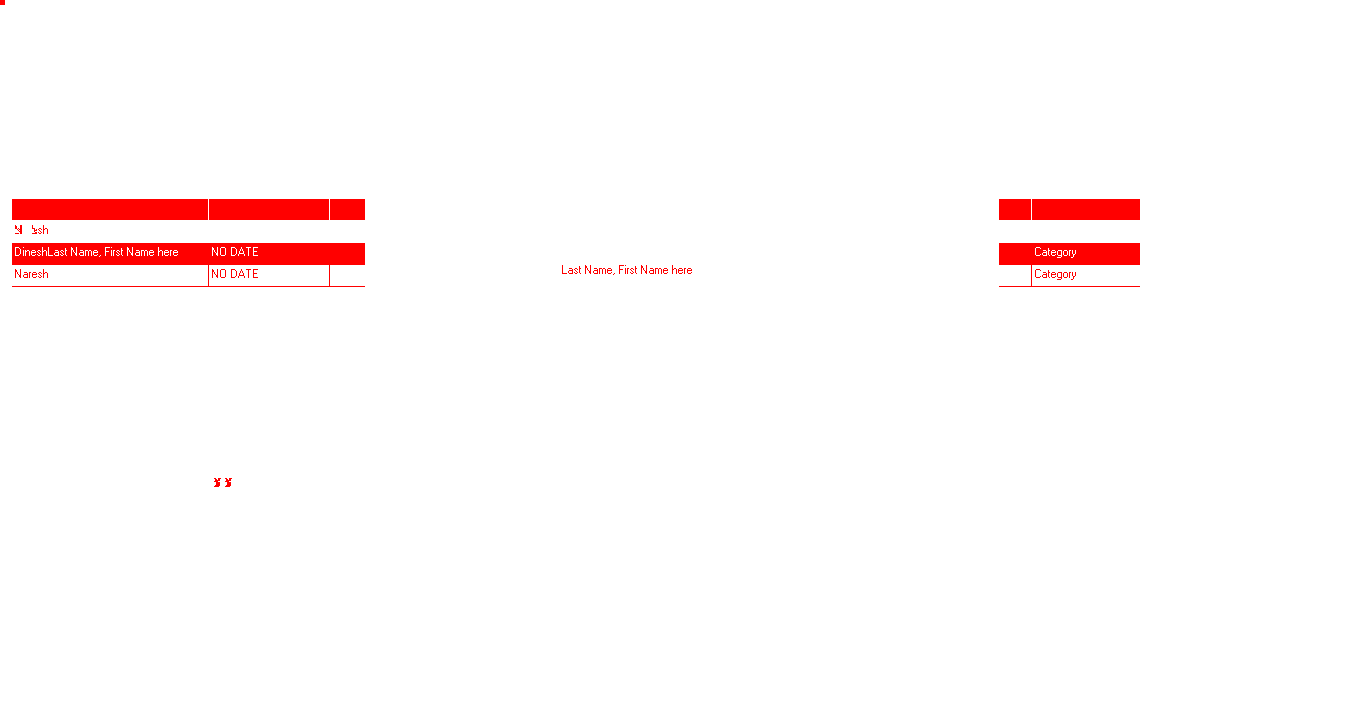 DineshLast Name, First Name here NO DATE Category
Naresh NO DATE Last Name, First Name here Category